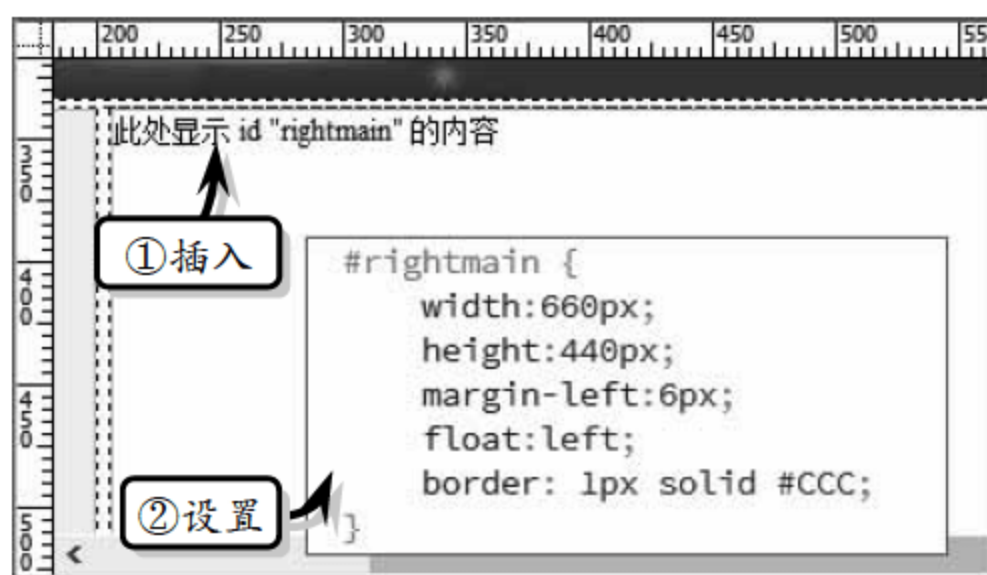 200 250 300 350 400 450 500 55
此处显示 id "rightmain" 的内容
350
①插入
#rightmain {
400
width:660px;
height:440px;
margin-left:6px;
450
float:left;
border: 1px solid #CCC;
②设置
}
500